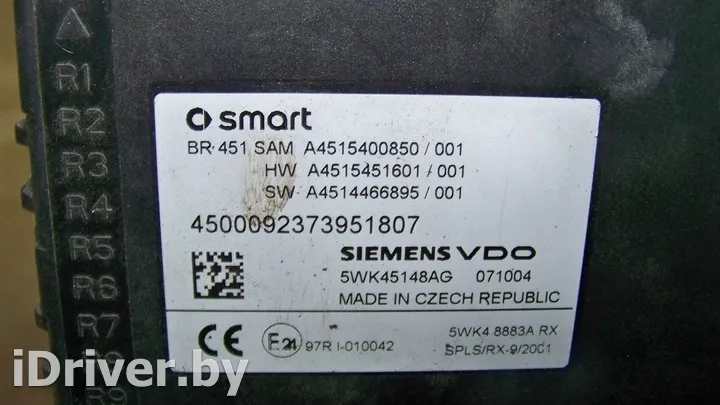 R1
R2
R3
R4
R5
R6
R7
R9
smart
BR 451 SAM A4515400850 / 001
HW A4515451601 / 001
SW A4514466895 / 001
4500092373951807
SIEMENS VDO
5WK45148AG 071004
MADE IN CZECH REPUBLIC
CE E24 97R I-010042
5WK4 8883A RX
SPLS/RX-9/2001
iDriver.by